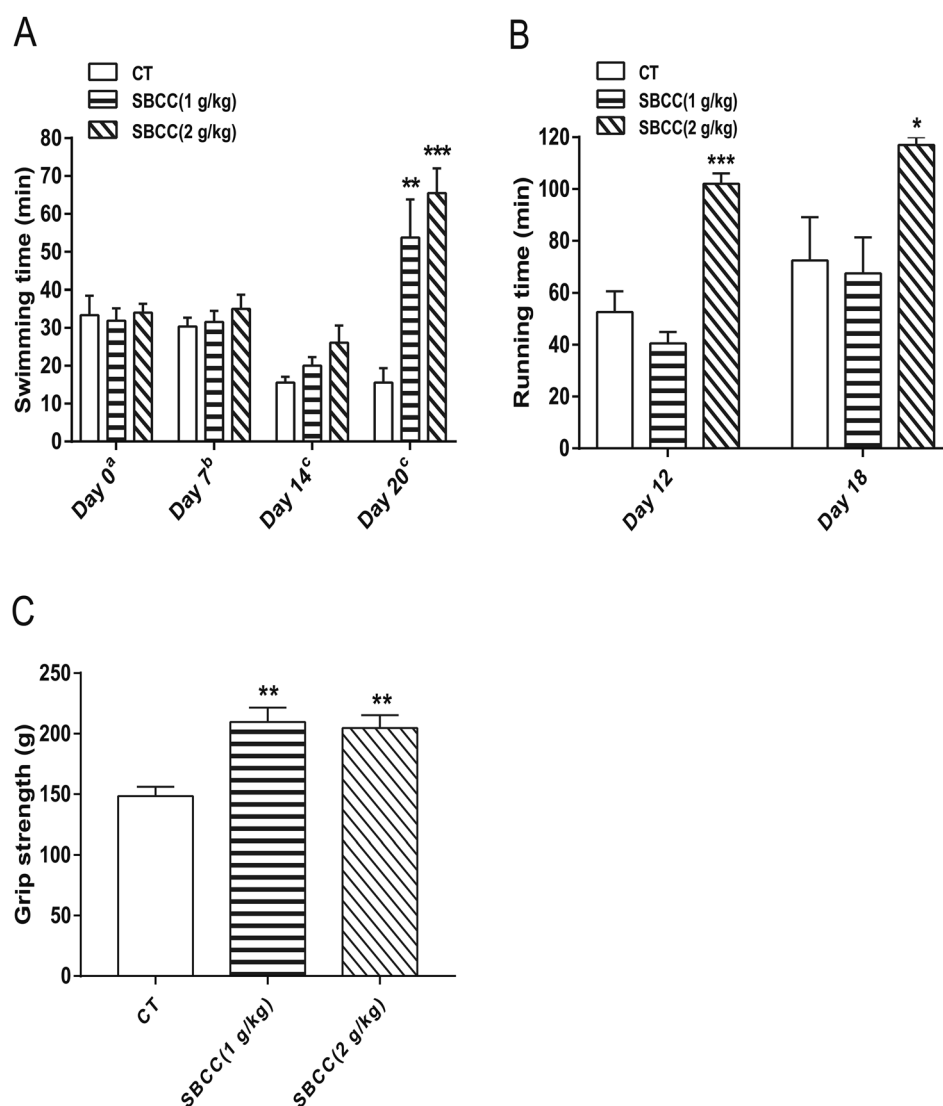 A
CT
SBCC(1 g/kg)
SBCC(2 g/kg)
Swimming time (min)
80
70
60
50
40
30
20
10
0
** ***
Day 0ᵃ Day 7ᵇ Day 14ᶜ Day 20ᶜ
B
CT
SBCC(1 g/kg)
SBCC(2 g/kg)
Running time (min)
120
100
80
60
40
20
0
*** *
Day 12 Day 18
C
Grip strength (g)
250
200
150
100
50
0
** **
CT SBCC(1 g/kg) SBCC(2 g/kg)